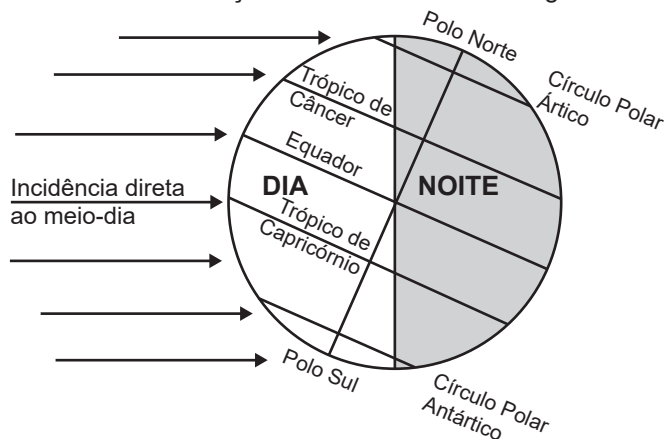 Polo Norte
Círculo Polar
Ártico
Trópico de
Câncer
Equador
DIA
NOITE
Incidência direta
ao meio-dia
Trópico de
Capricórnio
Polo Sul
Círculo Polar
Antártico